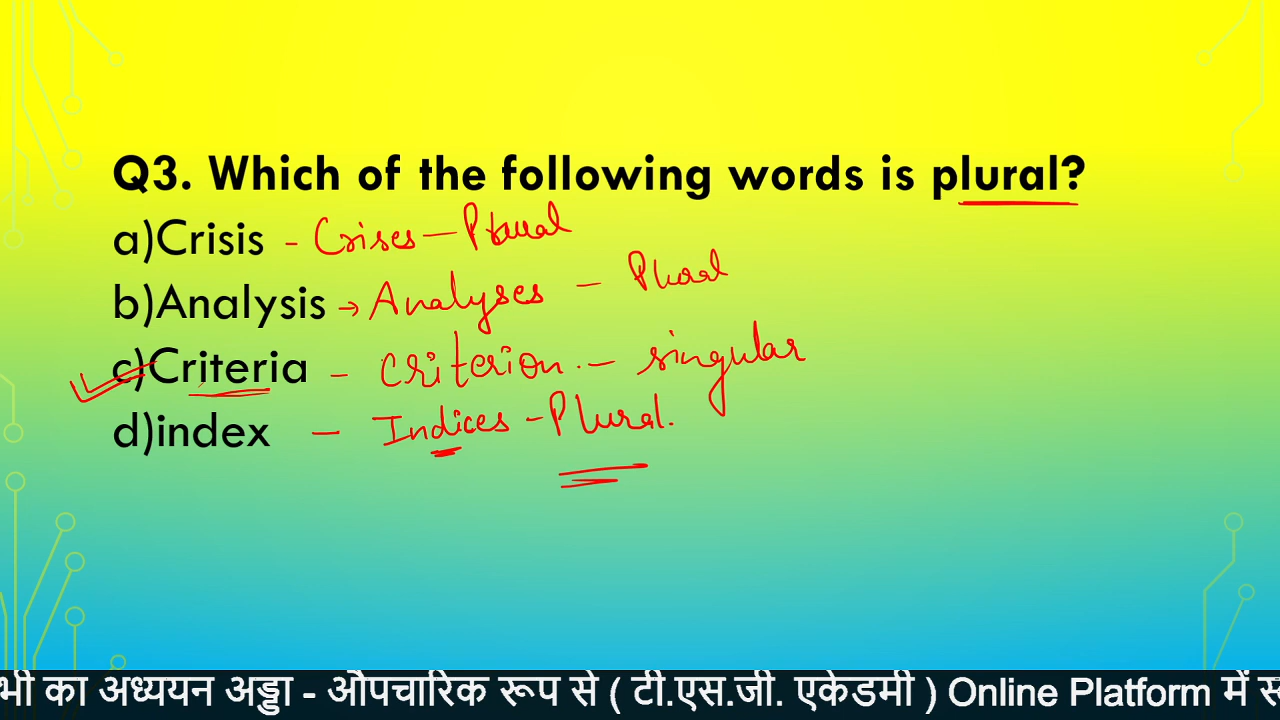 Q3. Which of the following words is plural?
a)Crisis - Crises - Plural
b)Analysis → Analyses - Plural
c)Criteria - Criterion. - singular
d)index - Indices - Plural.
भी का अध्ययन अड्डा - औपचारिक रूप से ( टी.एस.जी. एकेडमी ) Online Platform में